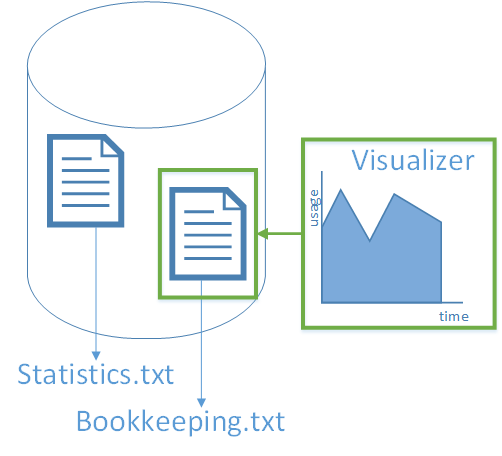 Visualizer
usage
time
Statistics.txt
Bookkeeping.txt